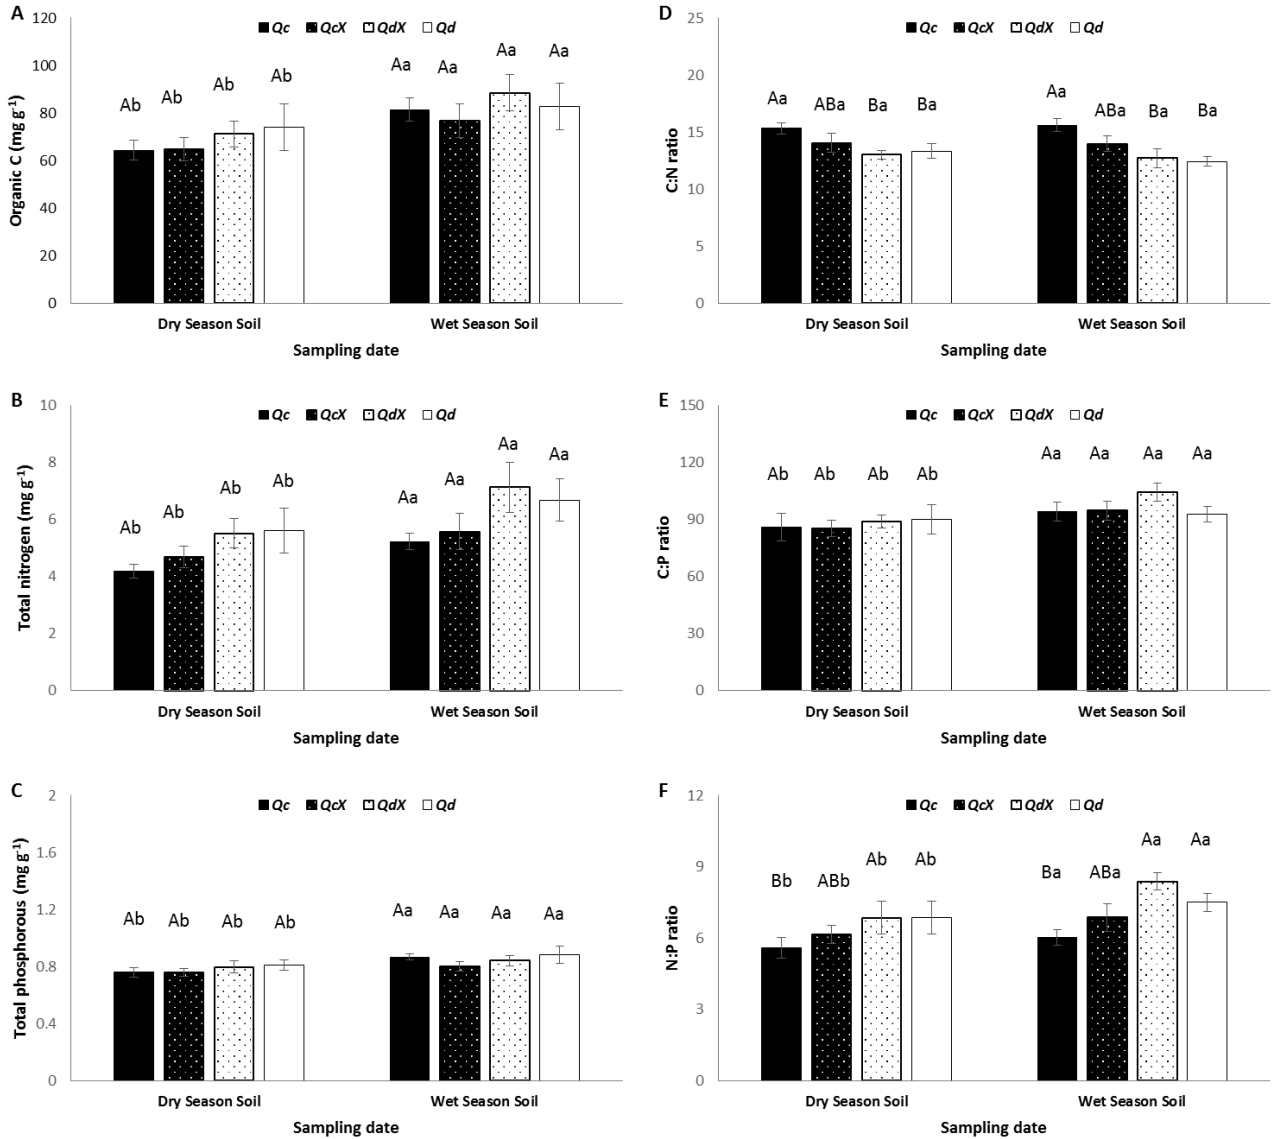 A
120
100
80
60
40
20
0
Organic C (mg g-1)
Qc QcX QdX Qd
Ab Ab Ab Ab Aa Aa Aa Aa
Dry Season Soil Wet Season Soil
Sampling date
D
25
20
15
10
5
0
C:N ratio
Qc QcX QdX Qd
Aa ABa Ba Ba Aa ABa Ba Ba
Dry Season Soil Wet Season Soil
Sampling date
B
10
8
6
4
2
0
Total nitrogen (mg g-1)
Qc QcX QdX Qd
Ab Ab Ab Ab Aa Aa Aa Aa
Dry Season Soil Wet Season Soil
Sampling date
E
150
120
90
60
30
0
C:P ratio
Qc QcX QdX Qd
Ab Ab Ab Ab Aa Aa Aa Aa
Dry Season Soil Wet Season Soil
Sampling date
C
2
1.6
1.2
0.8
0.4
0
Total phosphorous (mg g-1)
Qc QcX QdX Qd
Ab Ab Ab Ab Aa Aa Aa Aa
Dry Season Soil Wet Season Soil
Sampling date
F
12
9
6
3
0
N:P ratio
Qc QcX QdX Qd
Bb ABb Ab Ab Ba ABa Aa Aa
Dry Season Soil Wet Season Soil
Sampling date